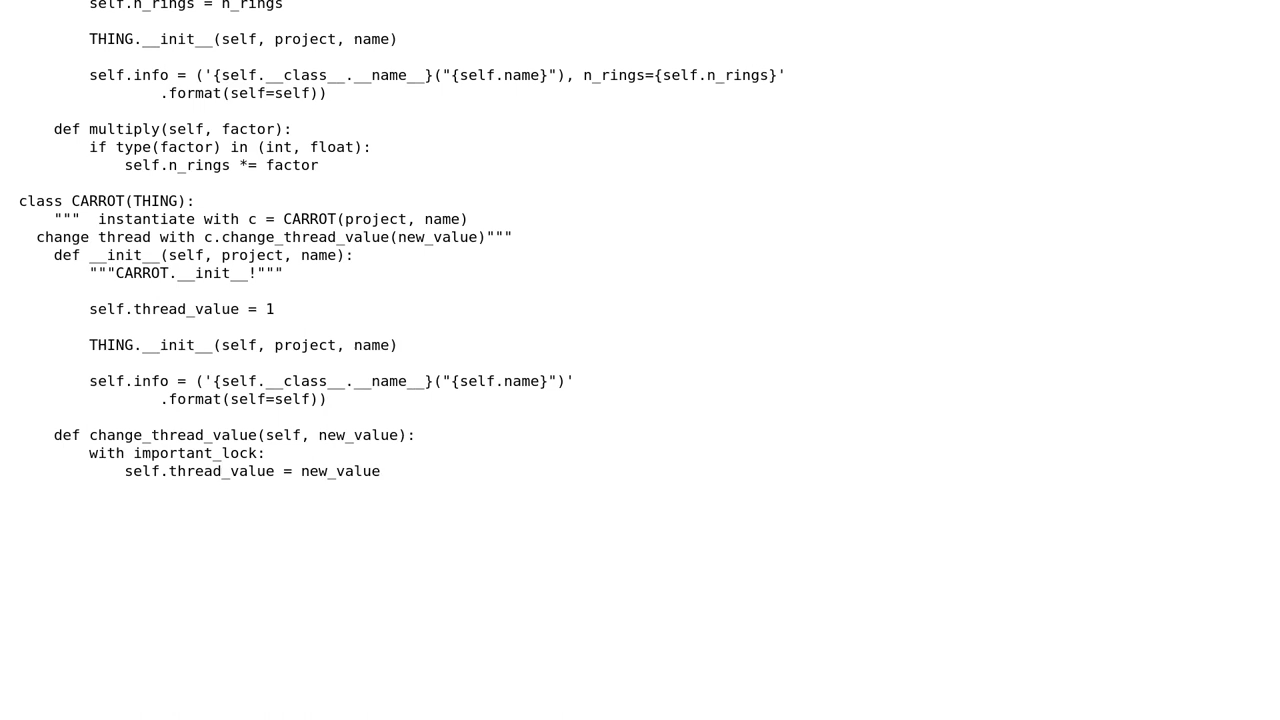 self.n_rings = n_rings

        THING.__init__(self, project, name)

        self.info = ('{self.__class__.__name__}("{self.name}"), n_rings={self.n_rings}'
                .format(self=self))

    def multiply(self, factor):
        if type(factor) in (int, float):
            self.n_rings *= factor

class CARROT(THING):
    """  instantiate with c = CARROT(project, name)
  change thread with c.change_thread_value(new_value)"""
    def __init__(self, project, name):
        """CARROT.__init__!"""

        self.thread_value = 1

        THING.__init__(self, project, name)

        self.info = ('{self.__class__.__name__}("{self.name}")'
                .format(self=self))

    def change_thread_value(self, new_value):
        with important_lock:
            self.thread_value = new_value